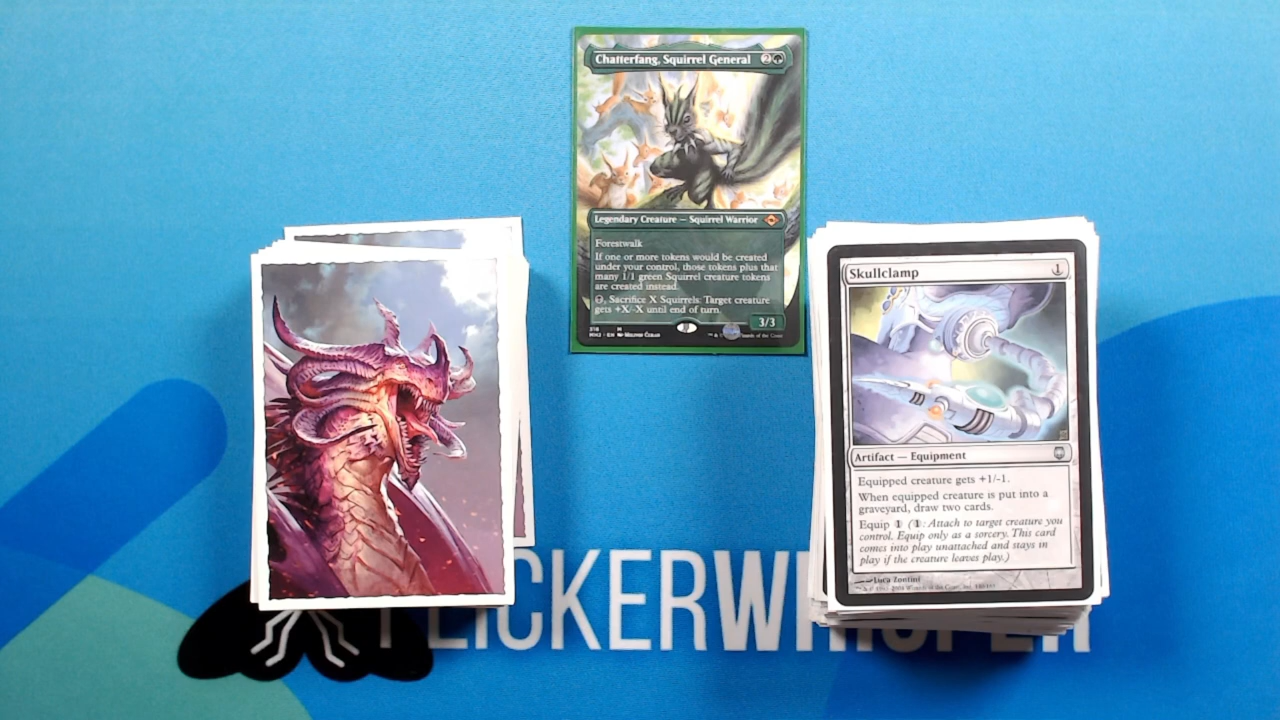 Chatterfang, Squirrel General 2
Legendary Creature — Squirrel Warrior
Forestwalk
If one or more tokens would be created
under your control, those tokens plus that
many 1/1 green Squirrel creature tokens
are created instead.
, Sacrifice X Squirrels: Target creature
gets +X/-X until end of turn.
3/3
Skullclamp 1
Artifact — Equipment
Equipped creature gets +1/-1.
When equipped creature is put into a
graveyard, draw two cards.
Equip 1 (1: Attach to target creature you
control. Equip only as a sorcery. This card
comes into play unattached and stays in
play if the creature leaves play.)